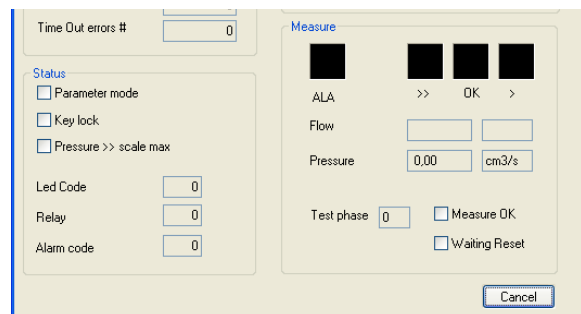 Time Out errors # 0
Status
Parameter mode
Key lock
Pressure >> scale max
Led Code 0
Relay 0
Alarm code 0
Measure
ALA >> OK >
Flow
Pressure 0,00 cm3/s
Test phase 0 Measure OK
Waiting Reset
Cancel